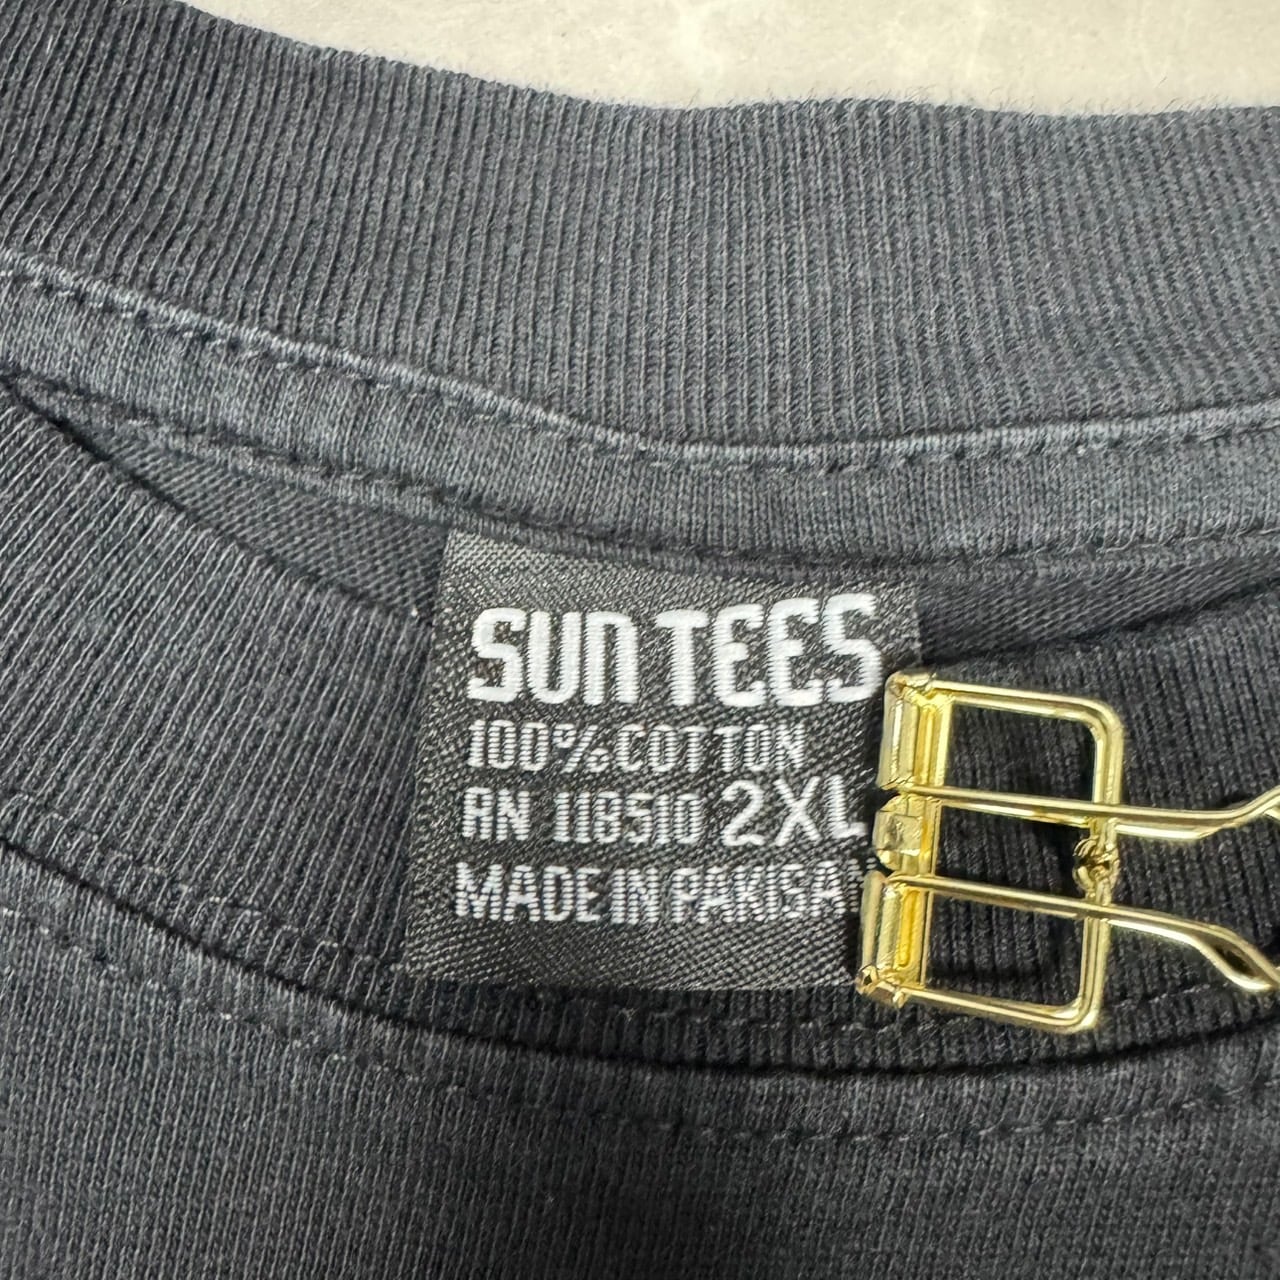 SUN TEES
100% COTTON
RN 118510 2XL
MADE IN PAKISA